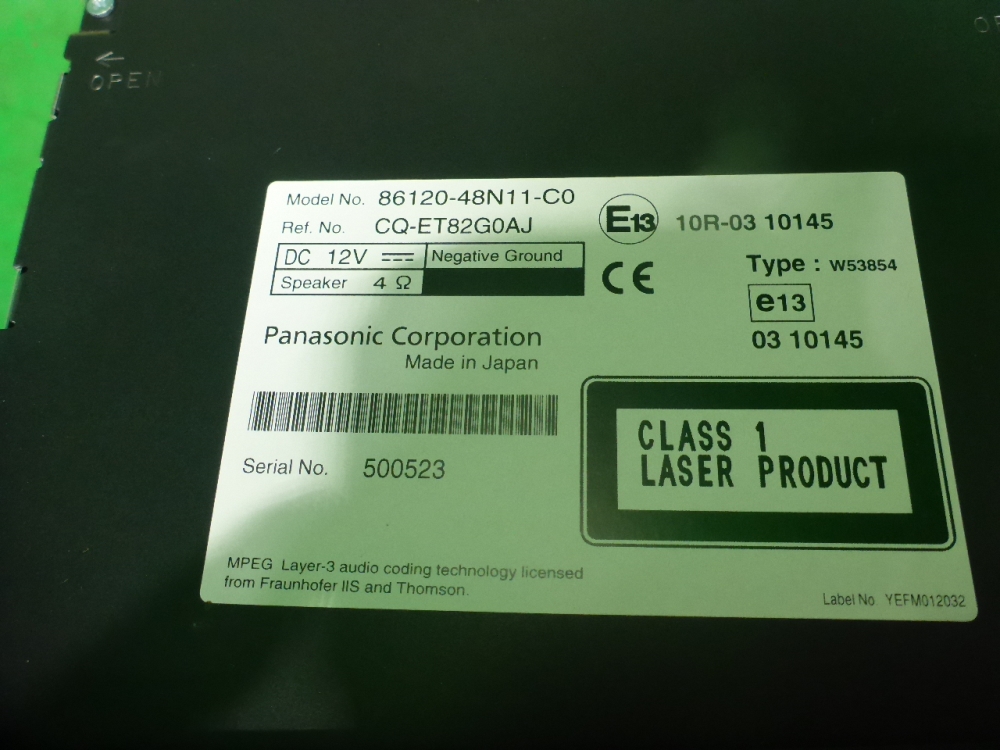 ← OPEN
Model No. 86120-48N11-C0
Ref. No. CQ-ET82G0AJ
DC 12V Negative Ground
Speaker 4 Ω
E13 10R-03 10145
CE
Type : W53854
e13
03 10145
Panasonic Corporation
Made in Japan
Serial No. 500523
CLASS 1
LASER PRODUCT
MPEG Layer-3 audio coding technology licensed
from Fraunhofer IIS and Thomson.
Label No YEFM012032